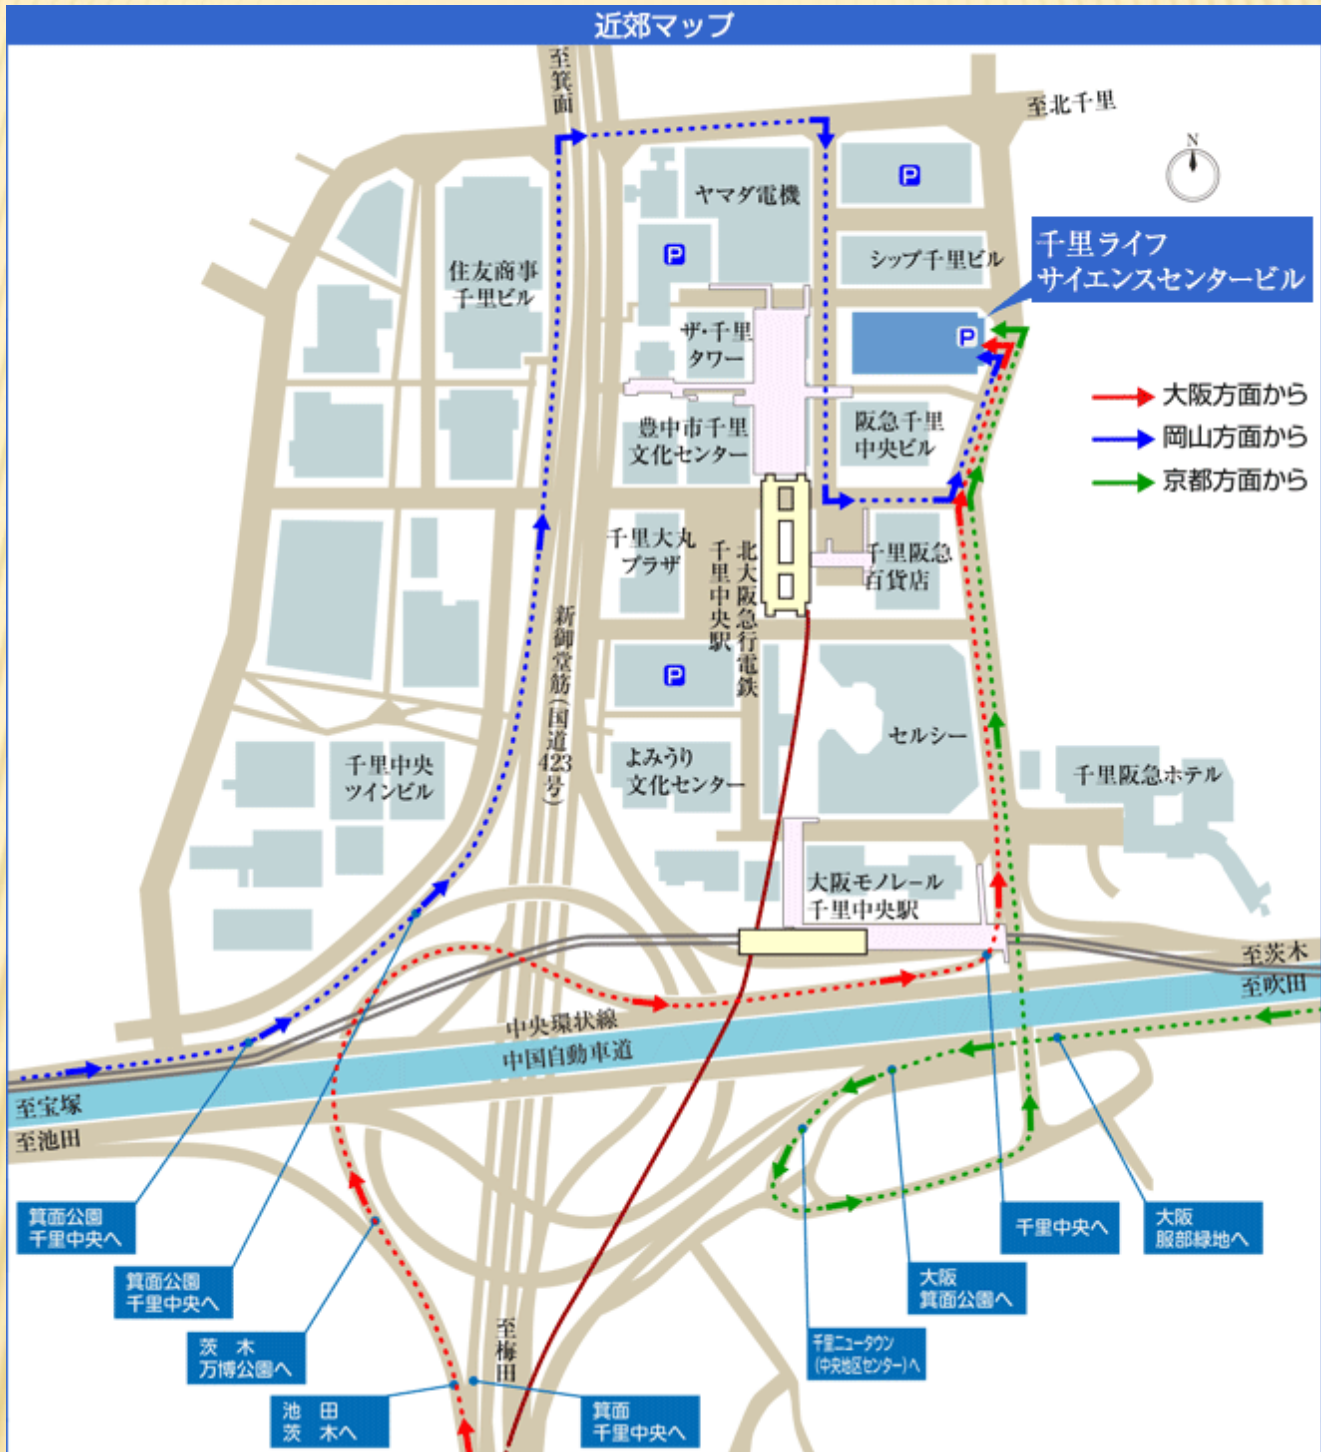 近郊マップ
至箕面
至北千里
N
P
ヤマダ電機
住友商事
千里ビル
P
シップ千里ビル
千里ライフ
サイエンスセンタービル
ザ・千里
タワー
P
大阪方面から
岡山方面から
京都方面から
豊中市千里
文化センター
阪急千里
中央ビル
千里大丸
プラザ
北大阪急行電鉄
千里中央駅
千里阪急
百貨店
新御堂筋(国道423号)
P
セルシー
千里中央
ツインビル
よみうり
文化センター
千里阪急ホテル
大阪モノレール
千里中央駅
至茨木
至吹田
中央環状線
中国自動車道
至宝塚
至池田
箕面公園
千里中央へ
箕面公園
千里中央へ
茨 木
万博公園へ
池 田
茨 木へ
至梅田
箕面
千里中央へ
千里ニュータウン
(中央地区センター)へ
大阪
箕面公園へ
千里中央へ
大阪
服部緑地へ